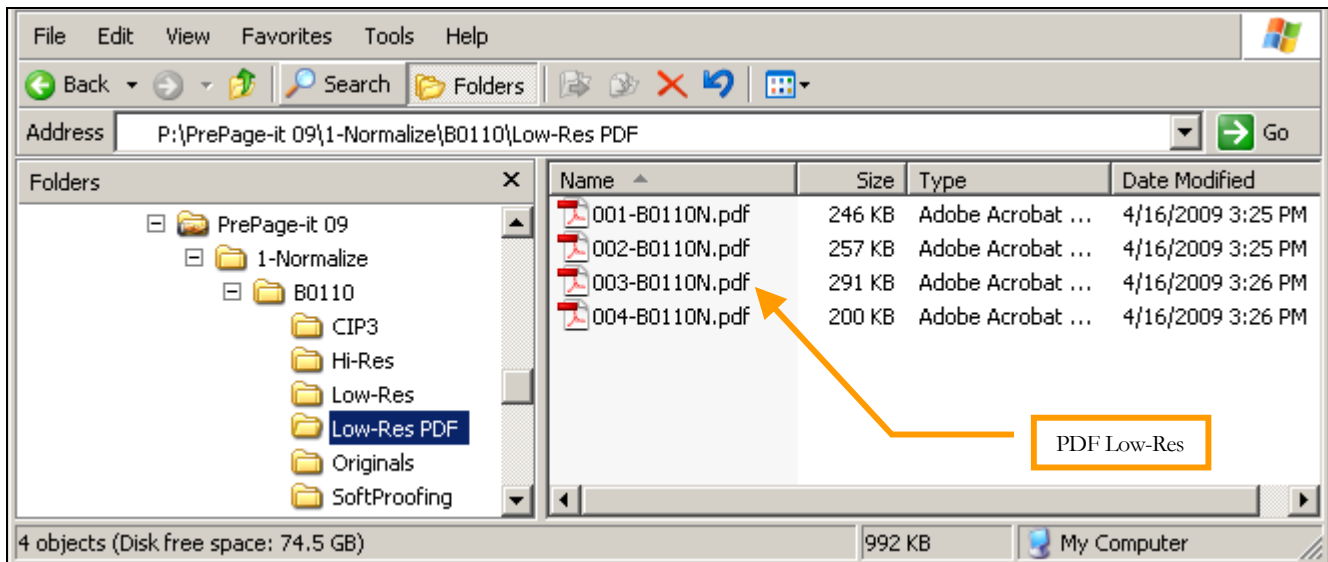 File Edit View Favorites Tools Help
Back Search Folders
Address P:\PrePage-it 09\1-Normalize\B0110\Low-Res PDF Go
Folders x Name Size Type Date Modified
PrePage-it 09 001-B0110N.pdf 246 KB Adobe Acrobat ... 4/16/2009 3:25 PM
1-Normalize 002-B0110N.pdf 257 KB Adobe Acrobat ... 4/16/2009 3:25 PM
B0110 003-B0110N.pdf 291 KB Adobe Acrobat ... 4/16/2009 3:26 PM
CIP3 004-B0110N.pdf 200 KB Adobe Acrobat ... 4/16/2009 3:26 PM
Hi-Res
Low-Res
Low-Res PDF
PDF Low-Res
Originals
SoftProofing
4 objects (Disk free space: 74.5 GB) 992 KB My Computer